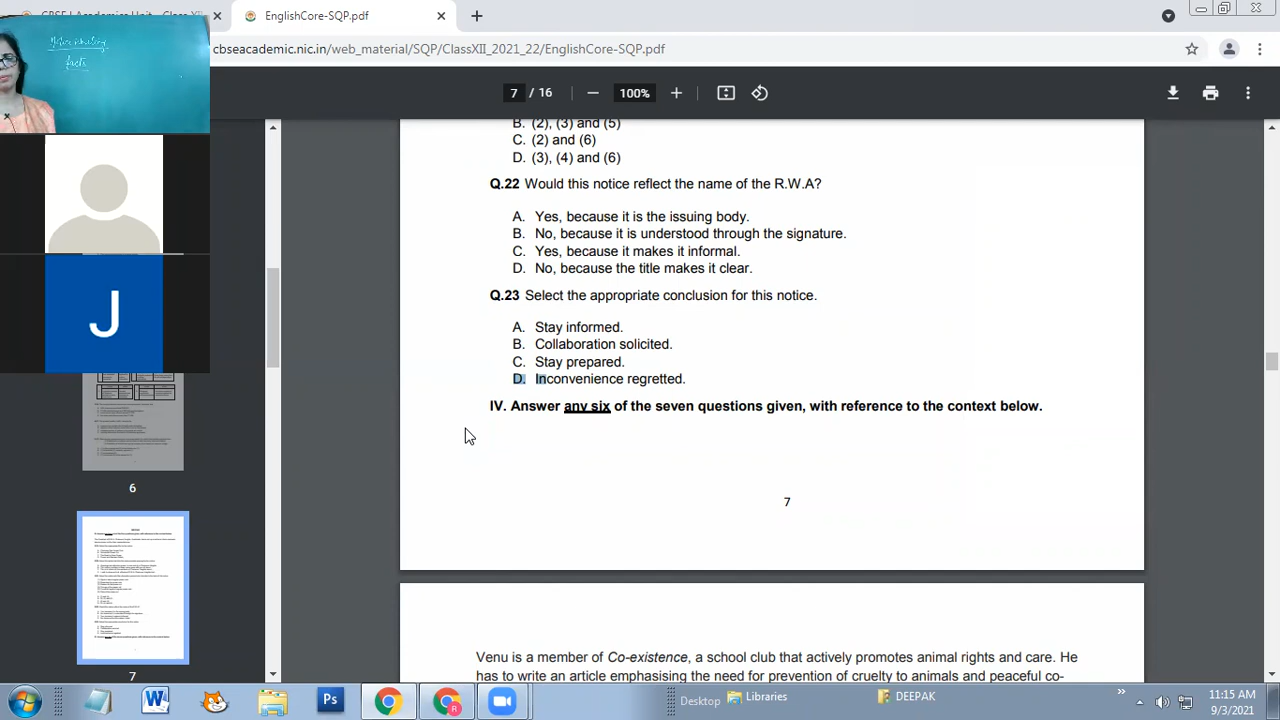 EnglishCore-SQP.pdf
cbseacademic.nic.in/web_material/SQP/ClassXII_2021_22/EnglishCore-SQP.pdf
7 / 16
100%
B. (2), (3) and (5)
C. (2) and (6)
D. (3), (4) and (6)
Q.22 Would this notice reflect the name of the R.W.A?
A. Yes, because it is the issuing body.
B. No, because it is understood through the signature.
C. Yes, because it makes it informal.
D. No, because the title makes it clear.
Q.23 Select the appropriate conclusion for this notice.
A. Stay informed.
B. Collaboration solicited.
C. Stay prepared.
D. Inconvenience regretted.
IV. Answer any six of the seven questions given, with reference to the context below.
7
Venu is a member of Co-existence, a school club that actively promotes animal rights and care. He
has to write an article emphasising the need for prevention of cruelty to animals and peaceful co-
facts
J
6
7
Desktop
Libraries
DEEPAK
11:15 AM
9/3/2021